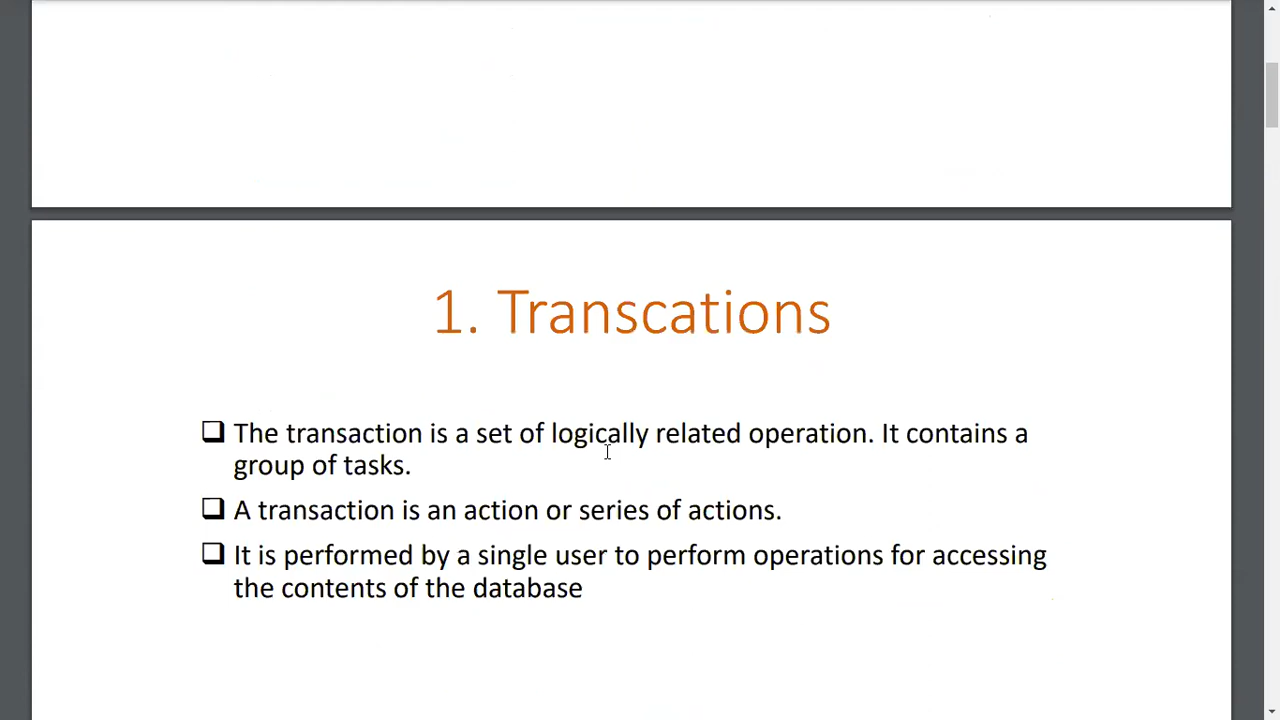 1. Transcations
❑ The transaction is a set of logically related operation. It contains a
group of tasks.
❑ A transaction is an action or series of actions.
❑ It is performed by a single user to perform operations for accessing
the contents of the database